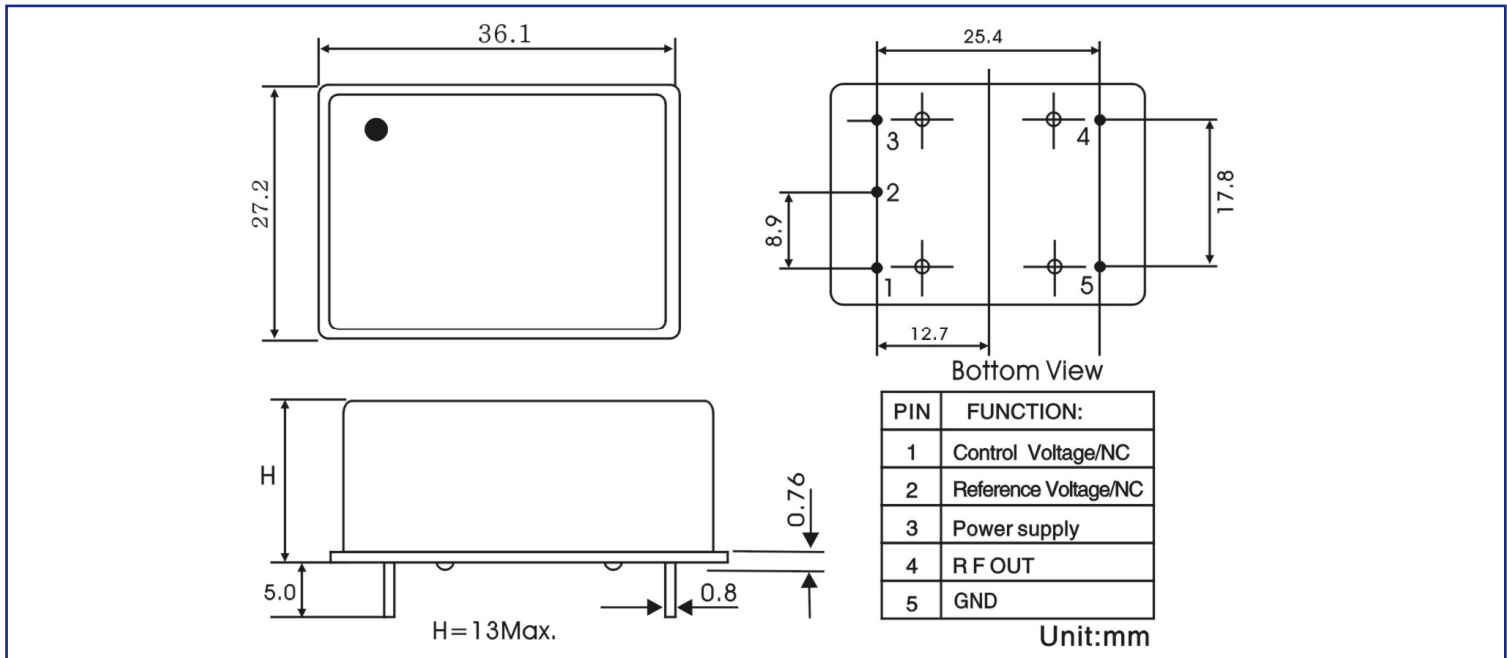 36.1
27.2
25.4
3
4
2
1
5
8.9
17.8
12.7
Bottom View
H
5.0
0.76
0.8
H=13Max.
PIN FUNCTION:
1 Control Voltage/NC
2 Reference Voltage/NC
3 Power supply
4 R F OUT
5 GND
Unit:mm